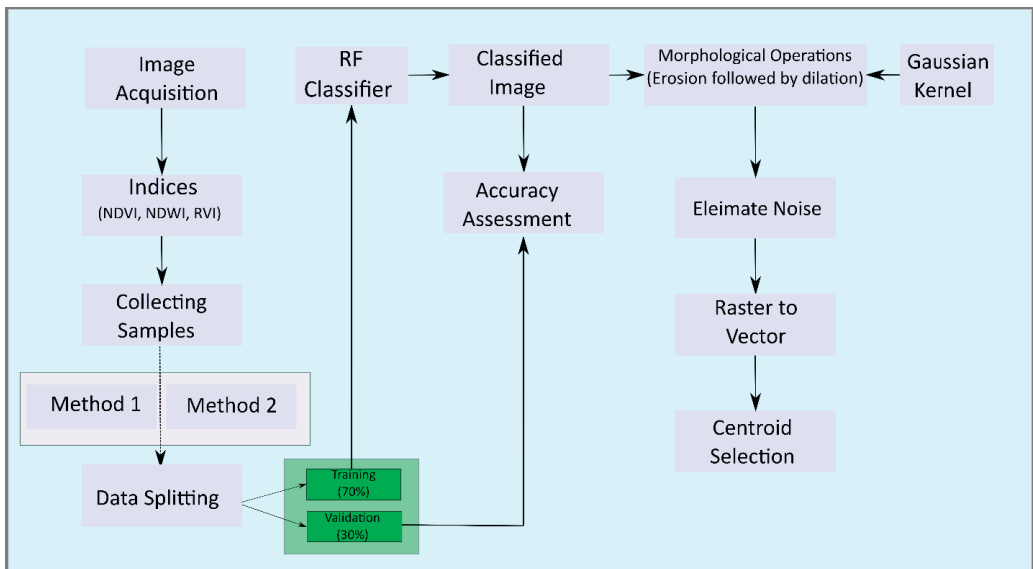 Image
Acquisition
Indices
(NDVI, NDWI, RVI)
Collecting
Samples
Method 1
Method 2
Data Splitting
Training
(70%)
Validation
(30%)
RF
Classifier
Classified
Image
Accuracy
Assessment
Morphological Operations
(Erosion followed by dilation)
Gaussian
Kernel
Eleimate Noise
Raster to
Vector
Centroid
Selection